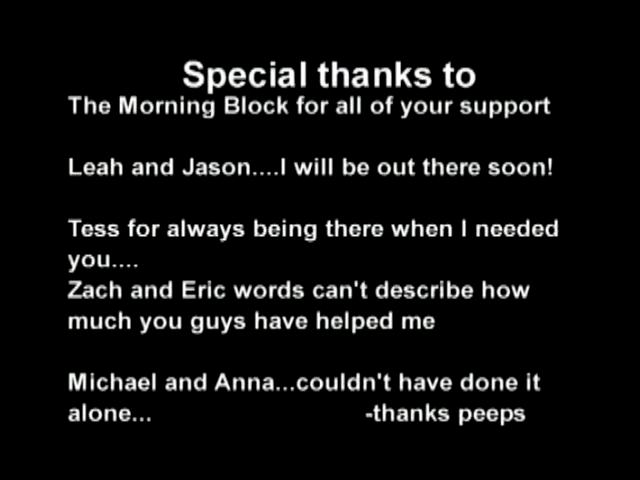 Special thanks to
The Morning Block for all of your support
Leah and Jason....I will be out there soon!
Tess for always being there when I needed
you....
Zach and Eric words can't describe how
much you guys have helped me
Michael and Anna...couldn't have done it
alone... -thanks peeps